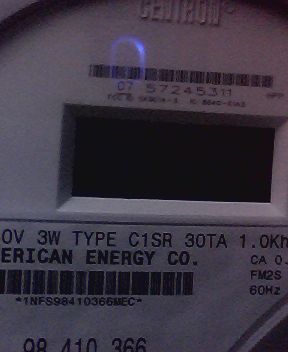 CENTRON
07 57245311
0V 3W TYPE C1SR 30TA 1.0Kh
ERICAN ENERGY CO.
CA 0.
FM2S
60Hz
*1NFS98410366MEC*
98 410 366